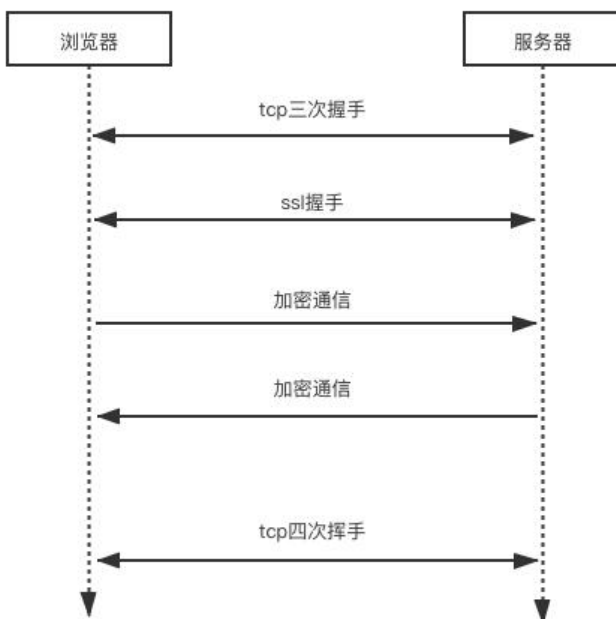 浏览器
服务器
tcp三次握手
ssl握手
加密通信
加密通信
tcp四次挥手